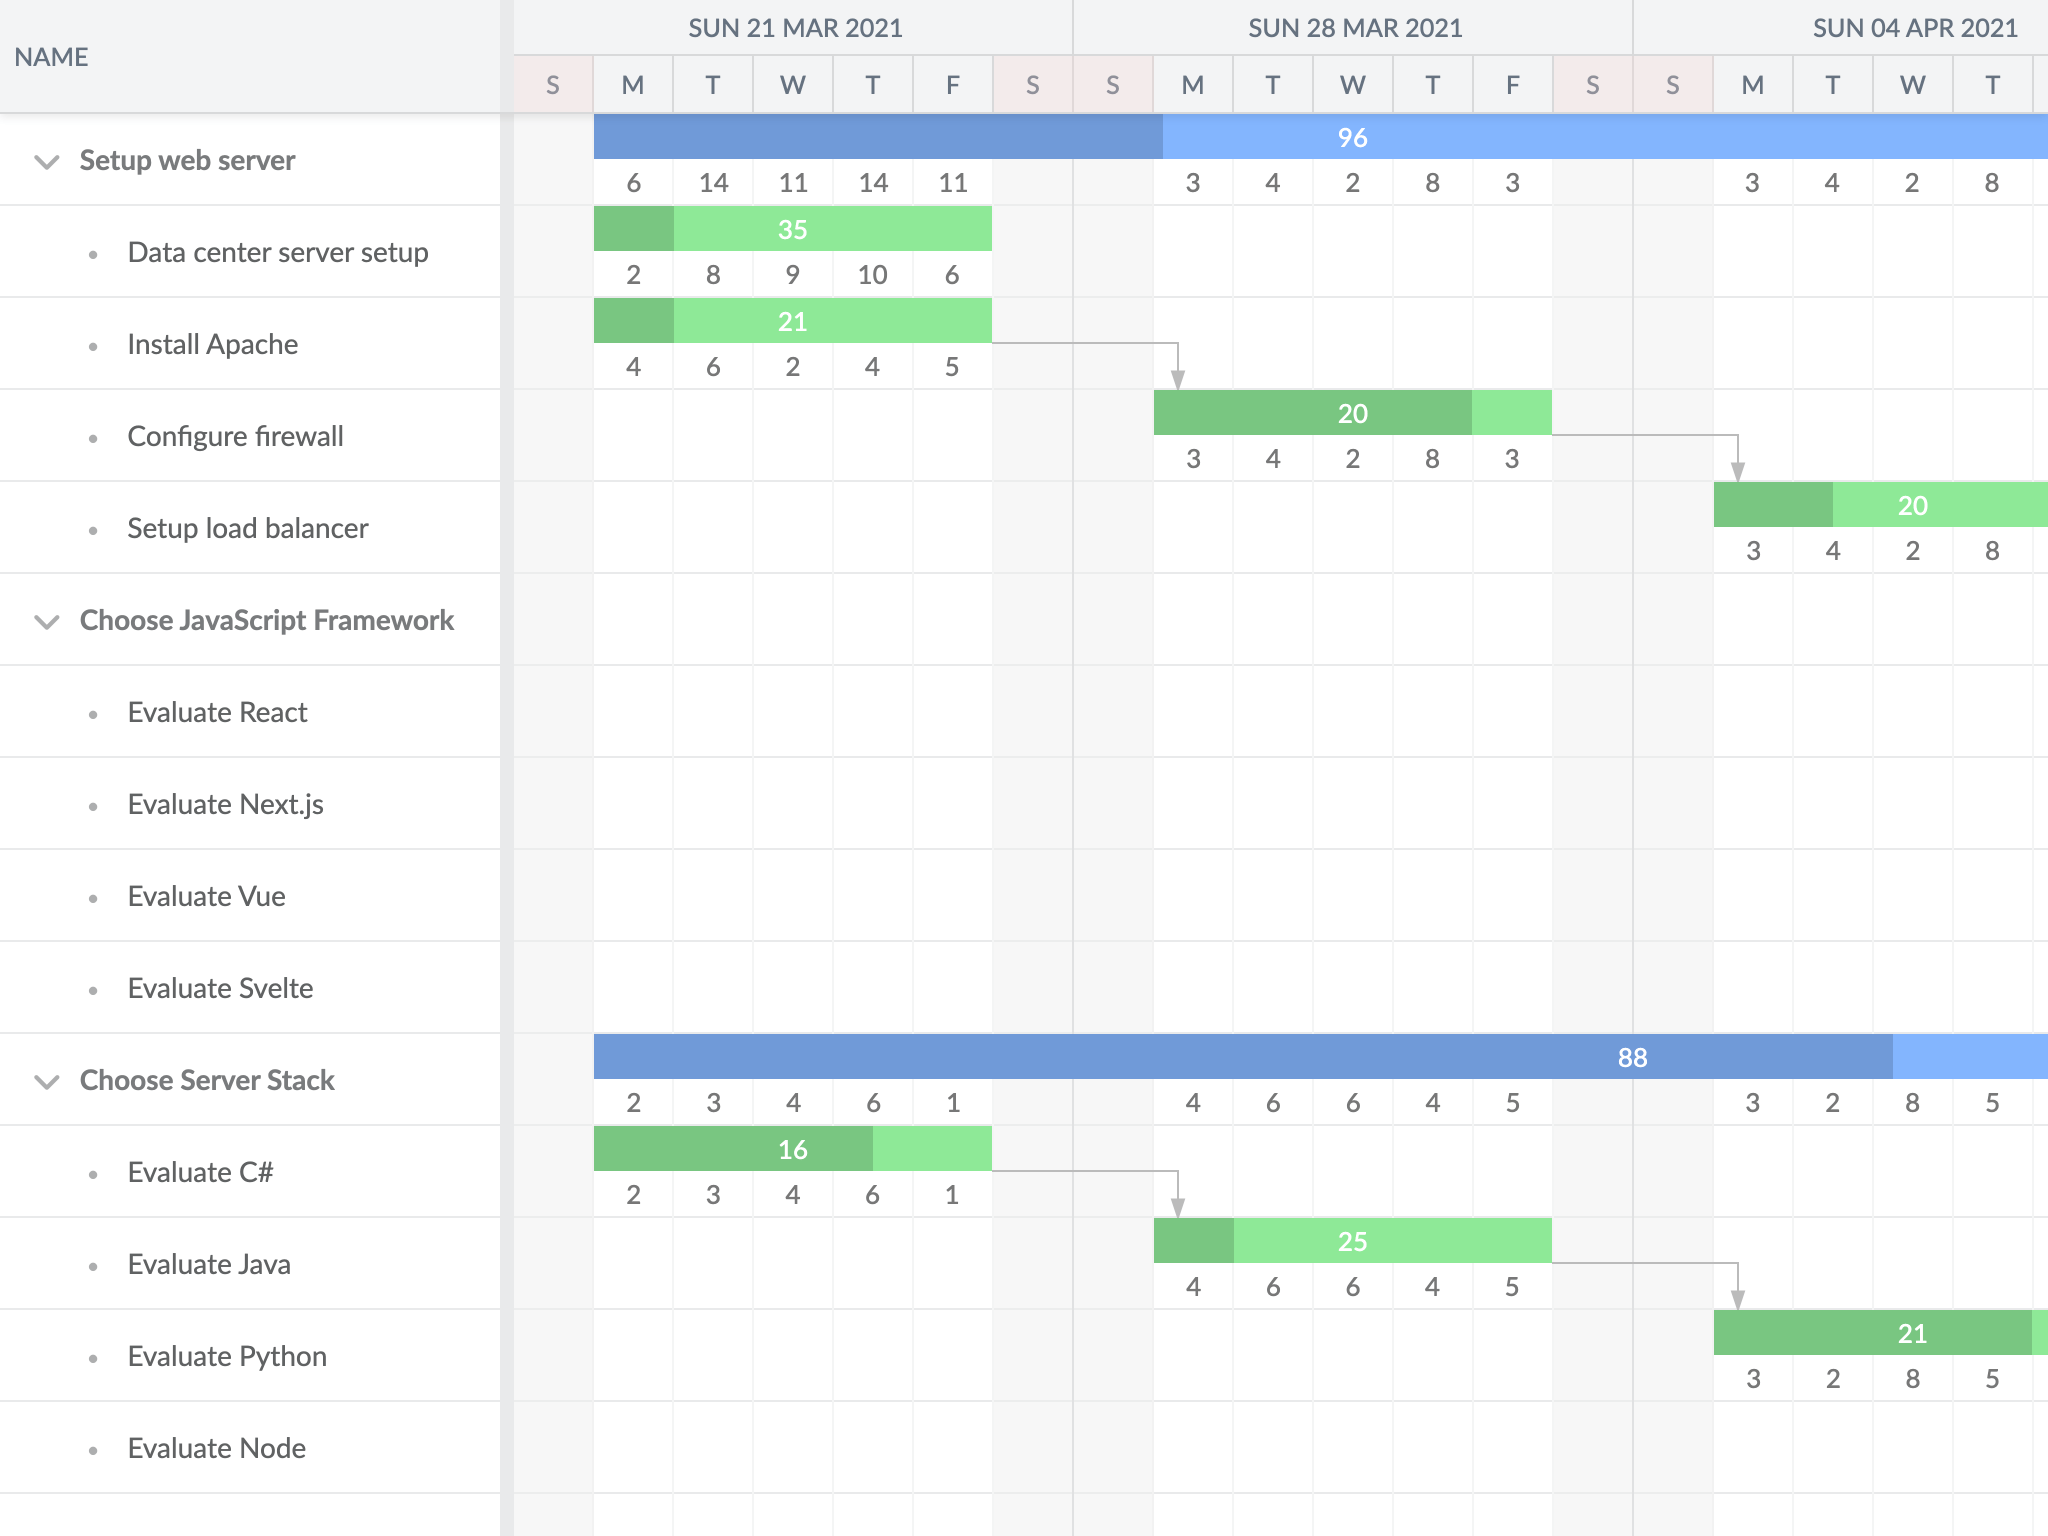 NAME
SUN 21 MAR 2021 SUN 28 MAR 2021 SUN 04 APR 2021
S M T W T F S S M T W T F S S M T W T
96
Setup web server
6 14 11 14 11 3 4 2 8 3 3 4 2 8
35
Data center server setup
2 8 9 10 6
21
Install Apache
4 6 2 4 5
20
Configure firewall
3 4 2 8 3
20
Setup load balancer
3 4 2 8
Choose JavaScript Framework
Evaluate React
Evaluate Next.js
Evaluate Vue
Evaluate Svelte
88
Choose Server Stack
2 3 4 6 1 4 6 6 4 5 3 2 8 5
16
Evaluate C#
2 3 4 6 1
25
Evaluate Java
4 6 6 4 5
21
Evaluate Python
3 2 8 5
Evaluate Node